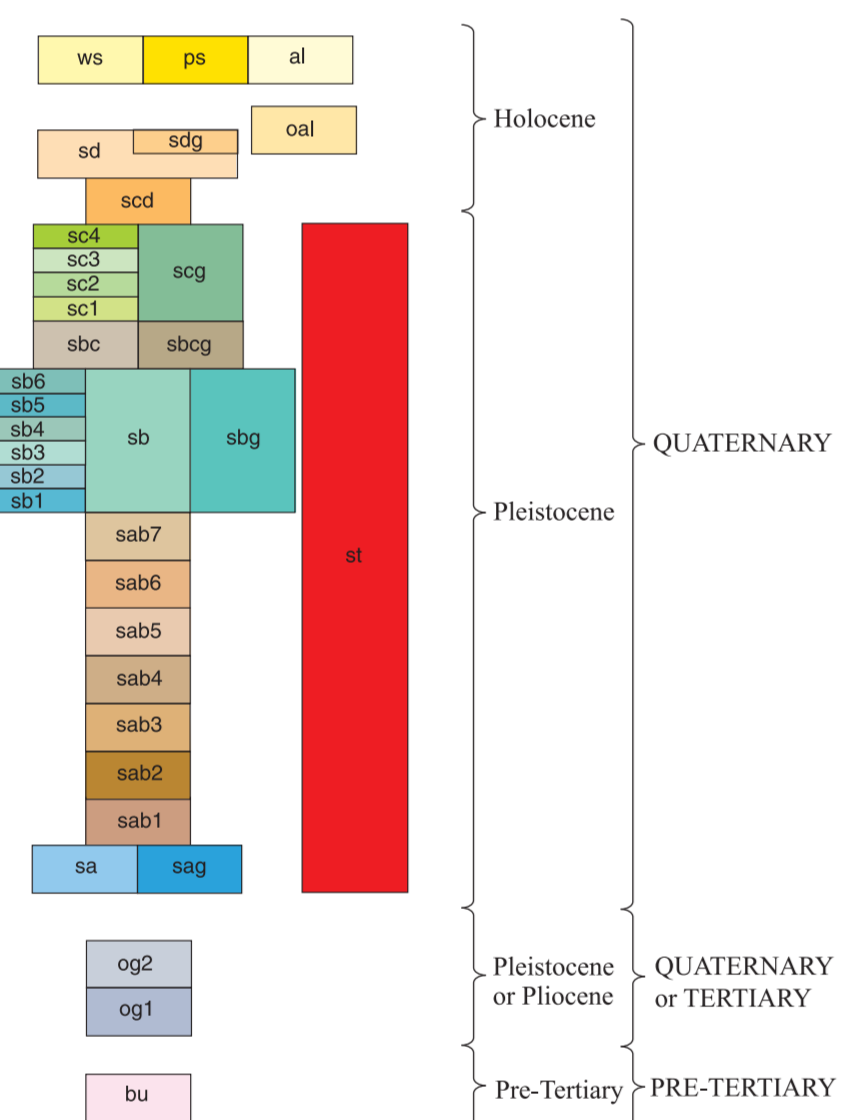 ws ps al
Holocene
oal
sdg
sd
scd
sc4
sc3
scg
sc2
sc1
sbc sbcg
sb6
sb5
sb4
sb sbg
QUATERNARY
sb3
sb2
sb1
Pleistocene
sab7
st
sab6
sab5
sab4
sab3
sab2
sab1
sa sag
og2
Pleistocene
or Pliocene
QUATERNARY
or TERTIARY
og1
bu
Pre-Tertiary
PRE-TERTIARY